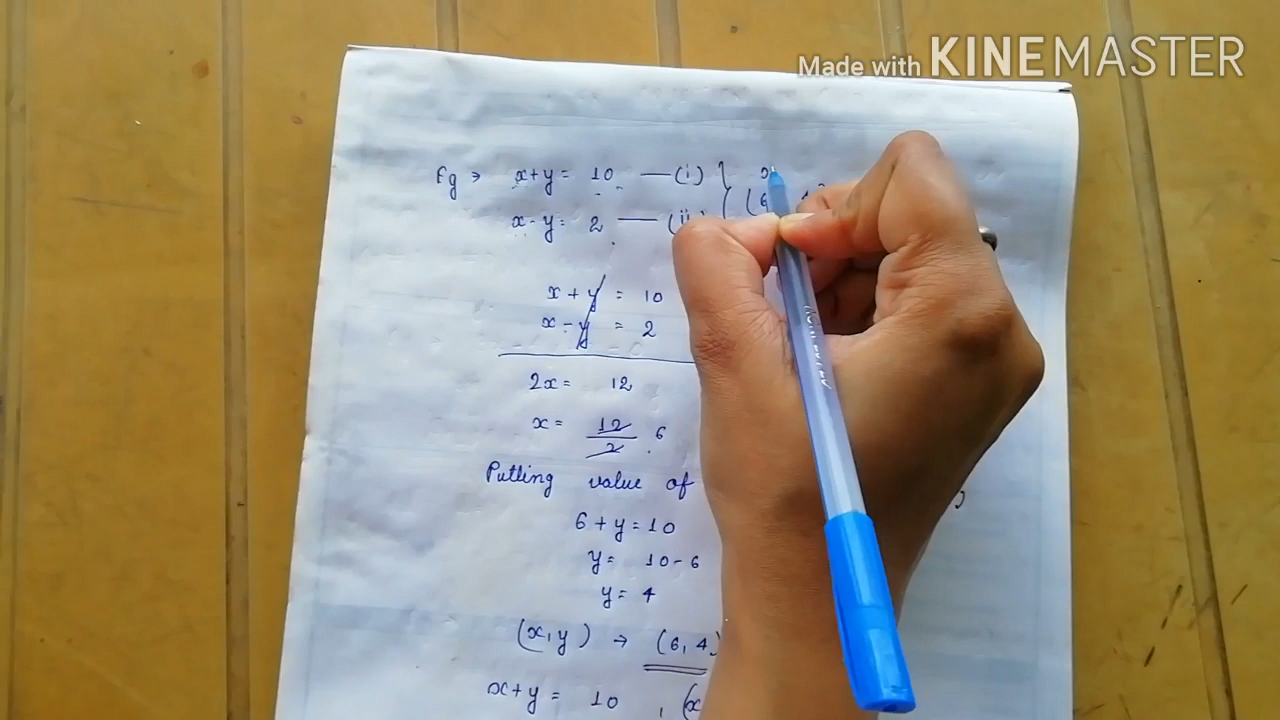 Made with KINEMASTER
Eg → x+y = 10 —(i) } x
x-y = 2 — (ii) (6
x + y = 10
x - y = 2
2x = 12
x = 12/2 6
Putting value of
6 + y = 10
y = 10 - 6
y = 4
(x, y) → (6, 4)
x+y = 10 , (x